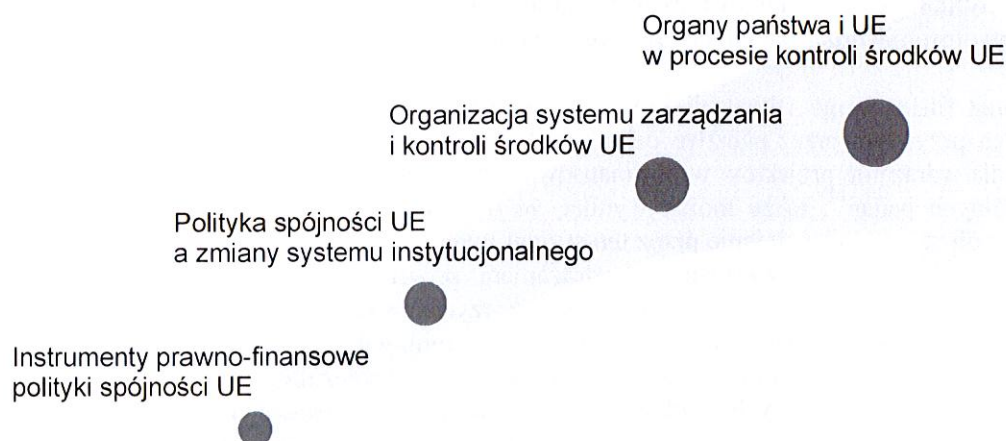 Organy państwa i UE
w procesie kontroli środków UE
Organizacja systemu zarządzania
i kontroli środków UE
Polityka spójności UE
a zmiany systemu instytucjonalnego
Instrumenty prawno-finansowe
polityki spójności UE